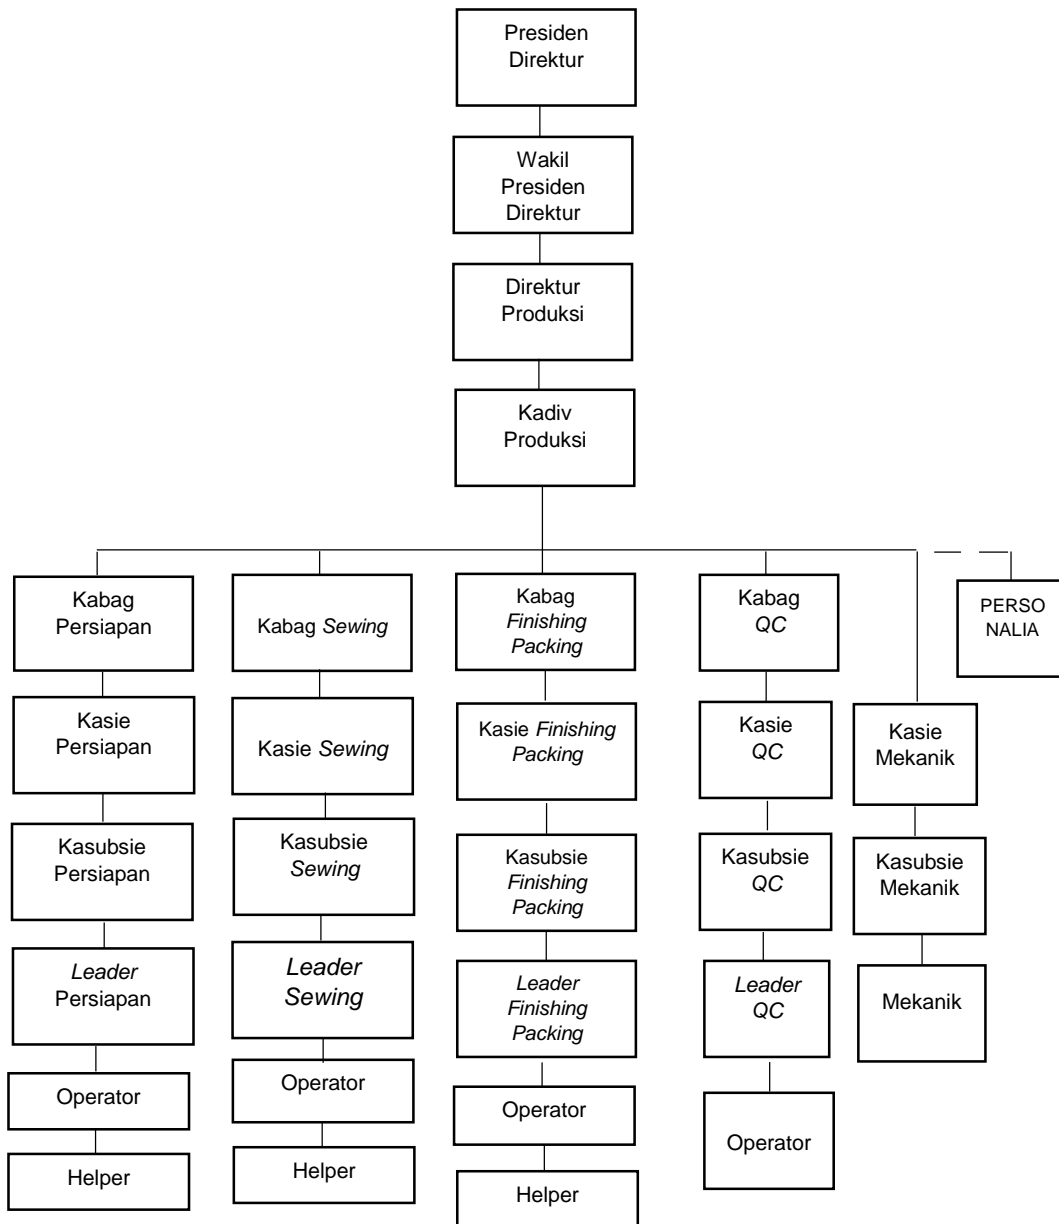 Presiden
Direktur
Wakil
Presiden
Direktur
Direktur
Produksi
Kadiv
Produksi
Kabag
Persiapan
Kabag Sewing
Kabag
Finishing
Packing
Kabag
QC
PERSO
NALIA
Kasie
Persiapan
Kasie Sewing
Kasie Finishing
Packing
Kasie
QC
Kasie
Mekanik
Kasubsie
Persiapan
Kasubsie
Sewing
Kasubsie
Finishing
Packing
Kasubsie
QC
Kasubsie
Mekanik
Leader
Persiapan
Leader
Sewing
Leader
Finishing
Packing
Leader
QC
Mekanik
Operator
Operator
Operator
Operator
Helper
Helper
Helper